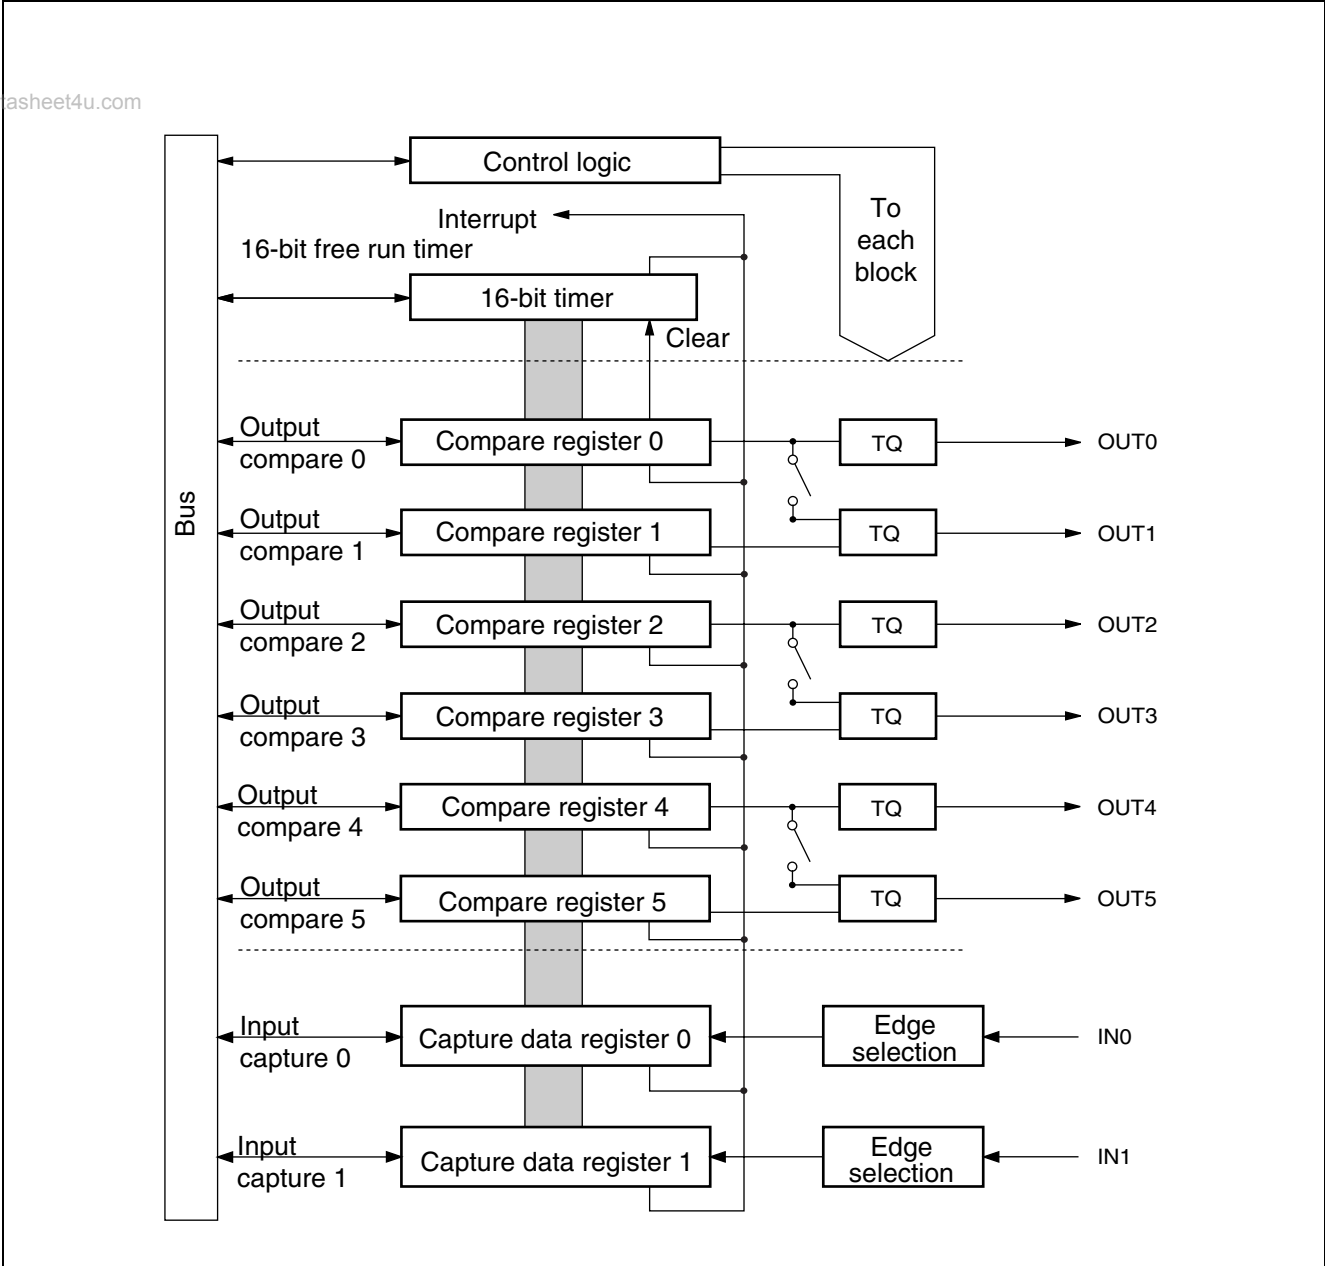 tasheet4u.com
Control logic
To
each
block
Interrupt
16-bit free run timer
16-bit timer
Clear
Bus
Output
compare 0
Compare register 0
TQ
OUT0
Output
compare 1
Compare register 1
TQ
OUT1
Output
compare 2
Compare register 2
TQ
OUT2
Output
compare 3
Compare register 3
TQ
OUT3
Output
compare 4
Compare register 4
TQ
OUT4
Output
compare 5
Compare register 5
TQ
OUT5
Input
capture 0
Capture data register 0
Edge
selection
IN0
Input
capture 1
Capture data register 1
Edge
selection
IN1